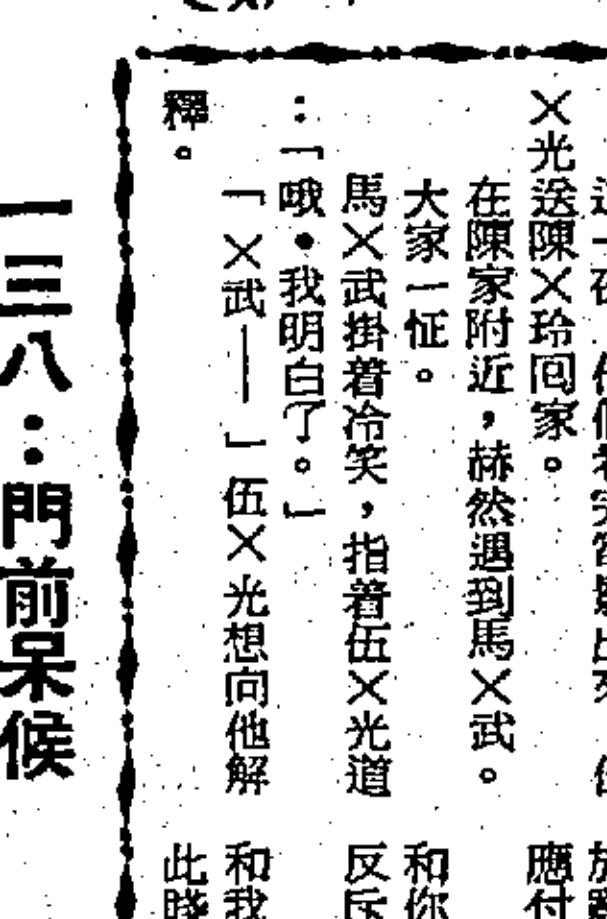 ×光送陳×玲回家。
在陳家附近，赫然遇到馬×武。
大家一怔。
馬×武掛着冷笑，指着伍×光道
：「哦・我明白了。」
「×武——」伍×光想向他解
釋。
應付
和你
反斥
和我
此
一三八：門前呆候